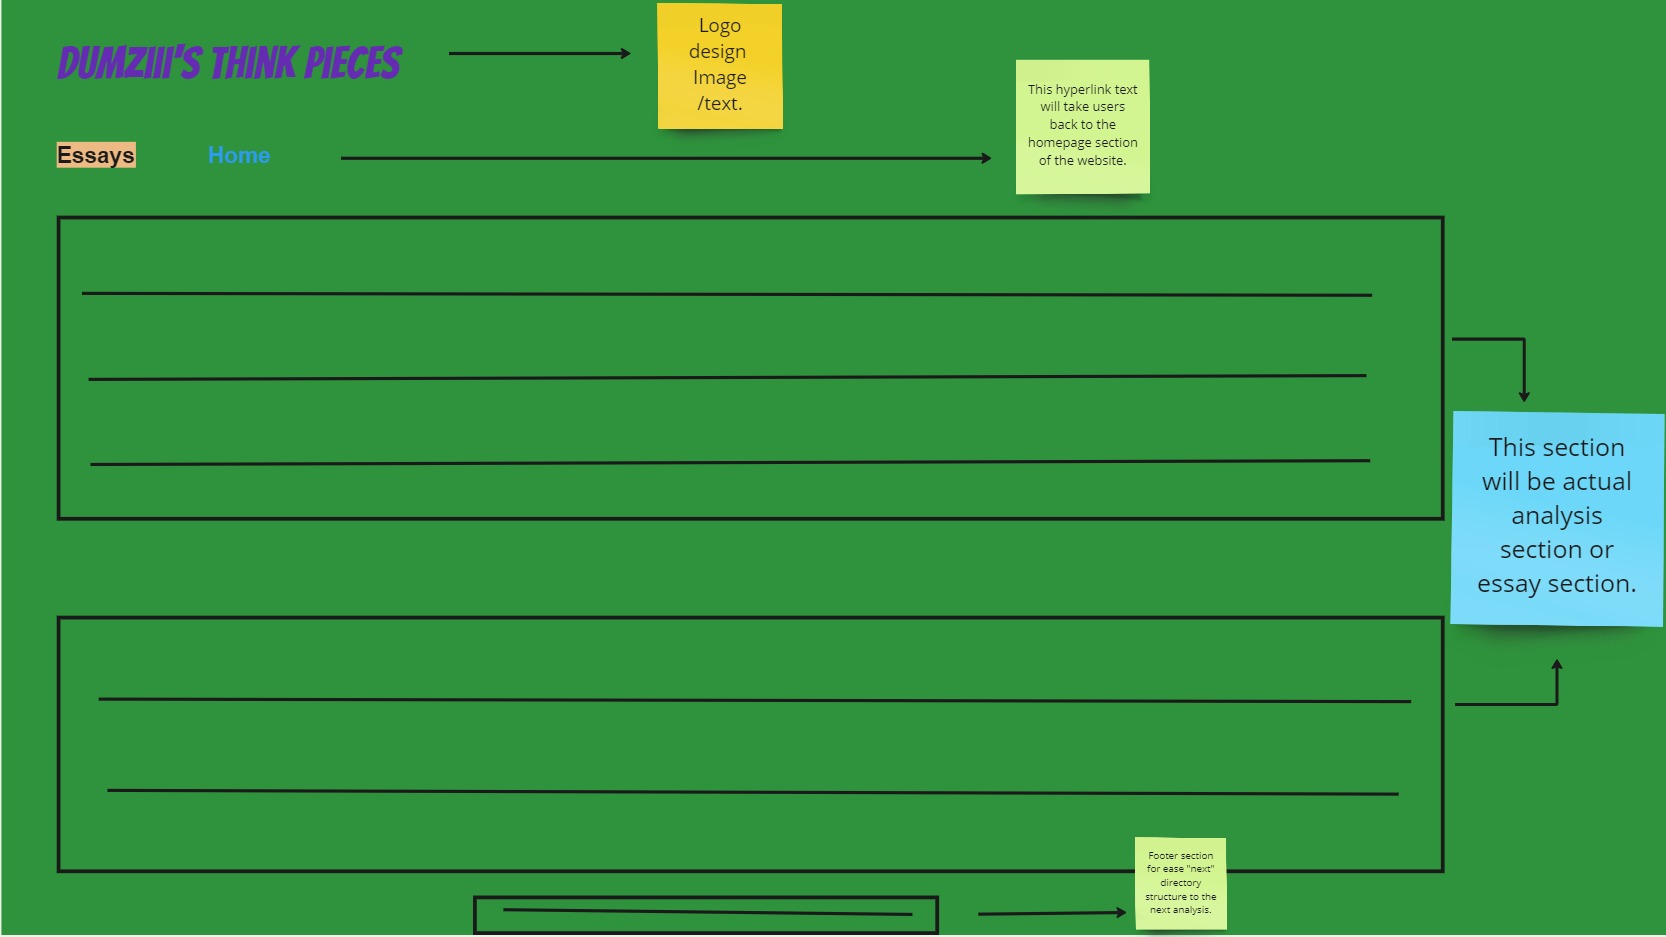 DUMZIII'S THINK PIECES
Logo
design
Image
/text.
This hyperlink text
will take users
back to the
homepage section
of the website.
Essays
Home
This section
will be actual
analysis
section or
essay section.
Footer section
for ease "next"
directory
structure to the
next analysis.